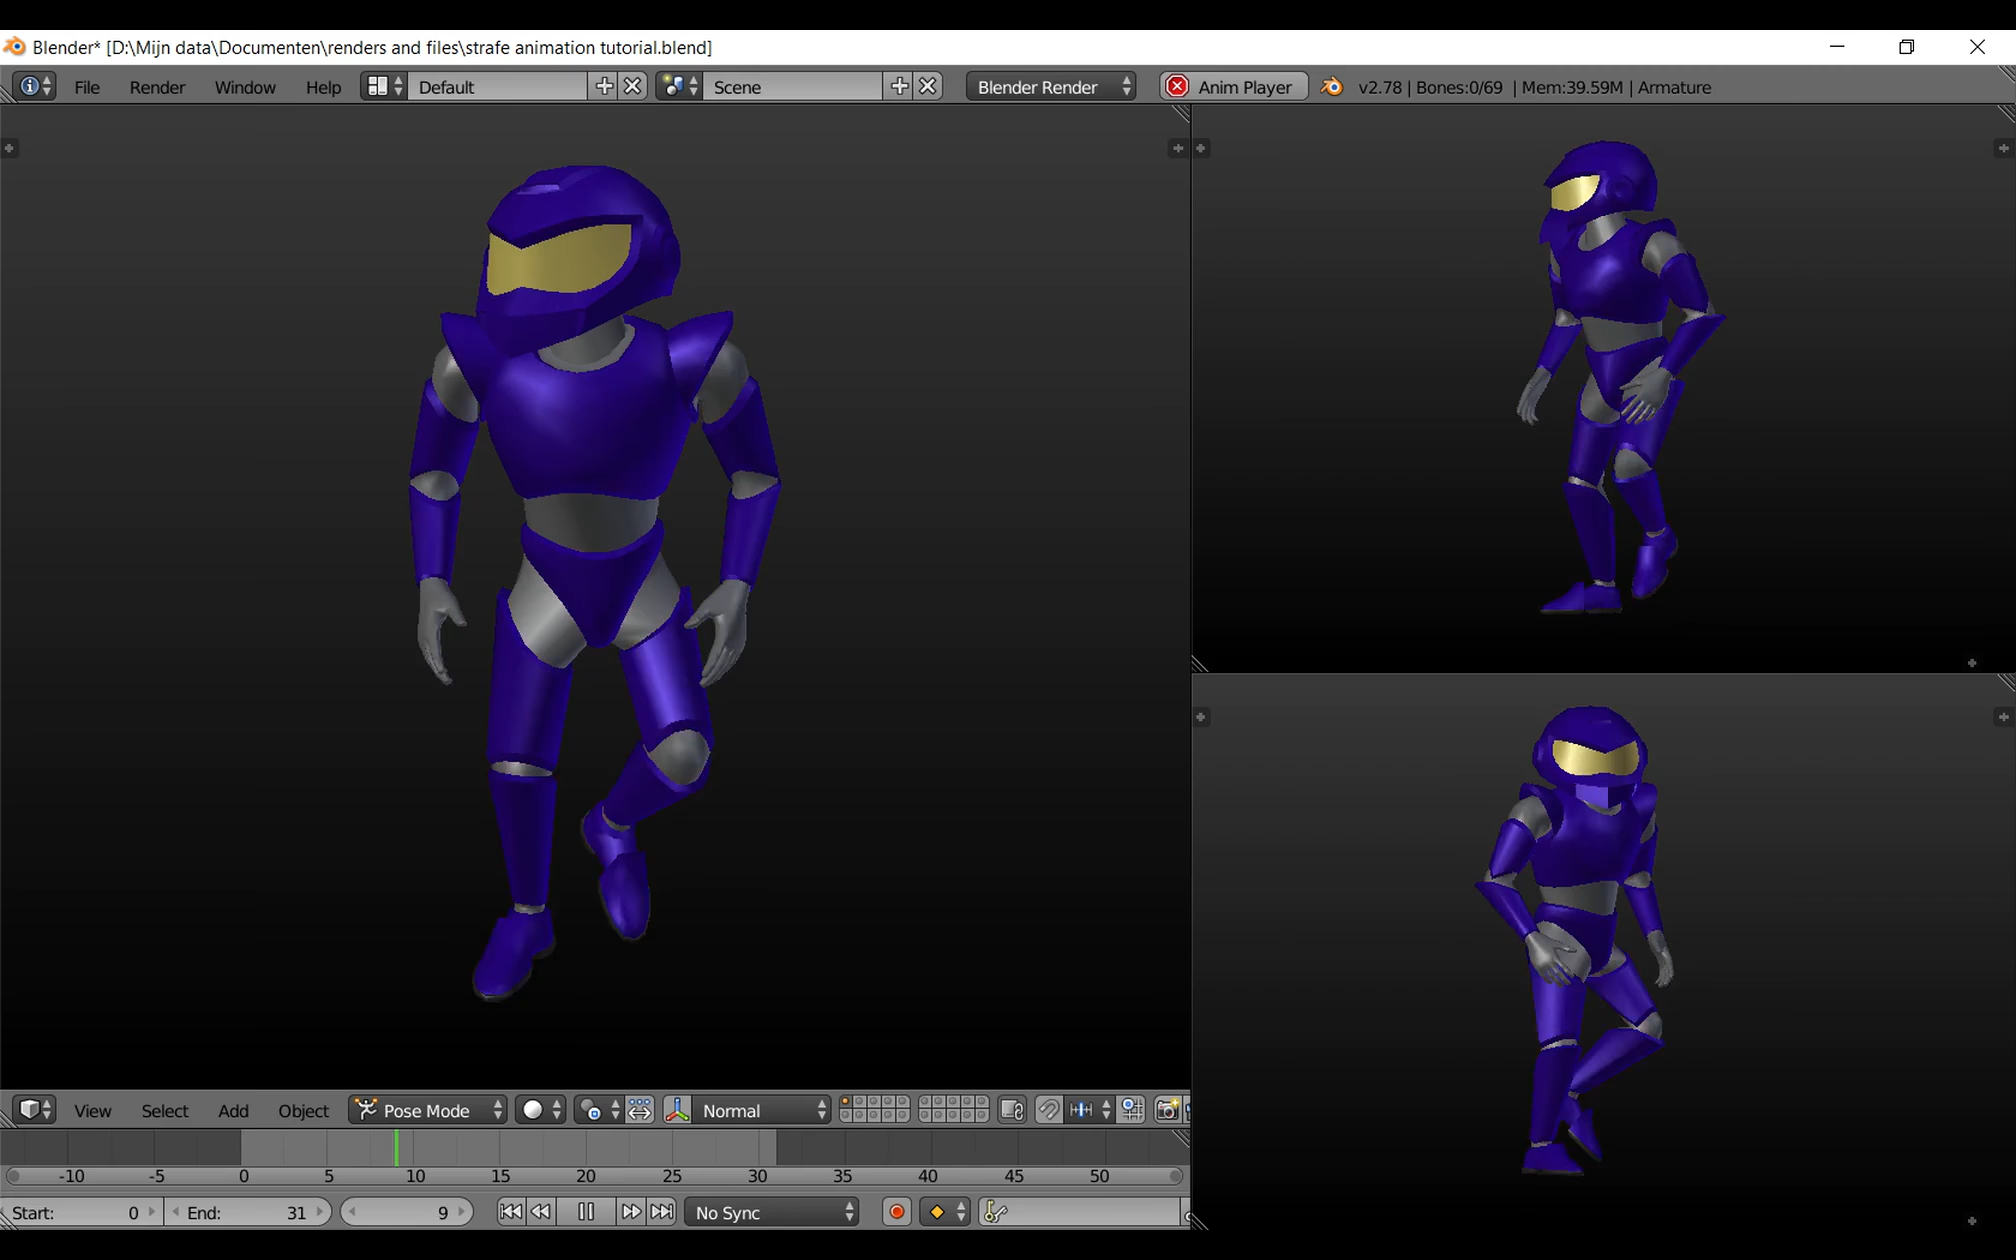 Blender* [D:\Mijn data\Documenten\renders and files\strafe animation tutorial.blend]
File Render Window Help Default Scene Blender Render Anim Player v2.78 | Bones:0/69 | Mem:39.59M | Armature
View Select Add Object Pose Mode Normal
-10 -5 0 5 10 15 20 25 30 35 40 45 50
Start: 0 End: 31 9 No Sync